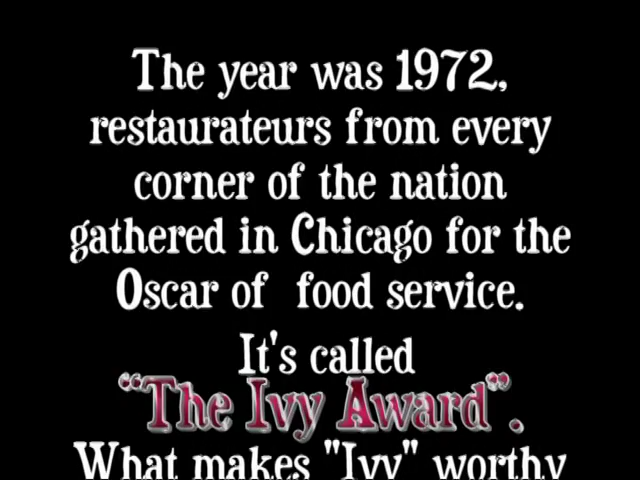 The year was 1972,
restaurateurs from every
corner of the nation
gathered in Chicago for the
Oscar of food service.
It's called
“The Ivy Award”.
What makes "Ivy" worthy